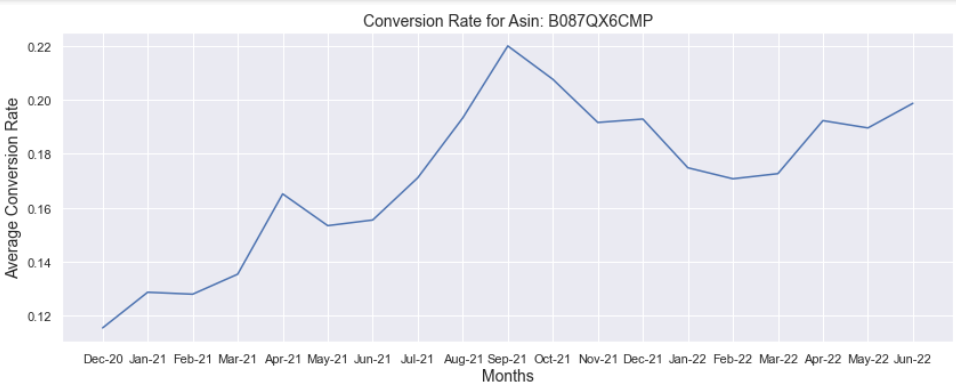 Conversion Rate for Asin: B087QX6CMP
0.22
0.20
0.18
0.16
0.14
0.12
Average Conversion Rate
Dec-20 Jan-21 Feb-21 Mar-21 Apr-21 May-21 Jun-21 Jul-21 Aug-21 Sep-21 Oct-21 Nov-21 Dec-21 Jan-22 Feb-22 Mar-22 Apr-22 May-22 Jun-22
Months